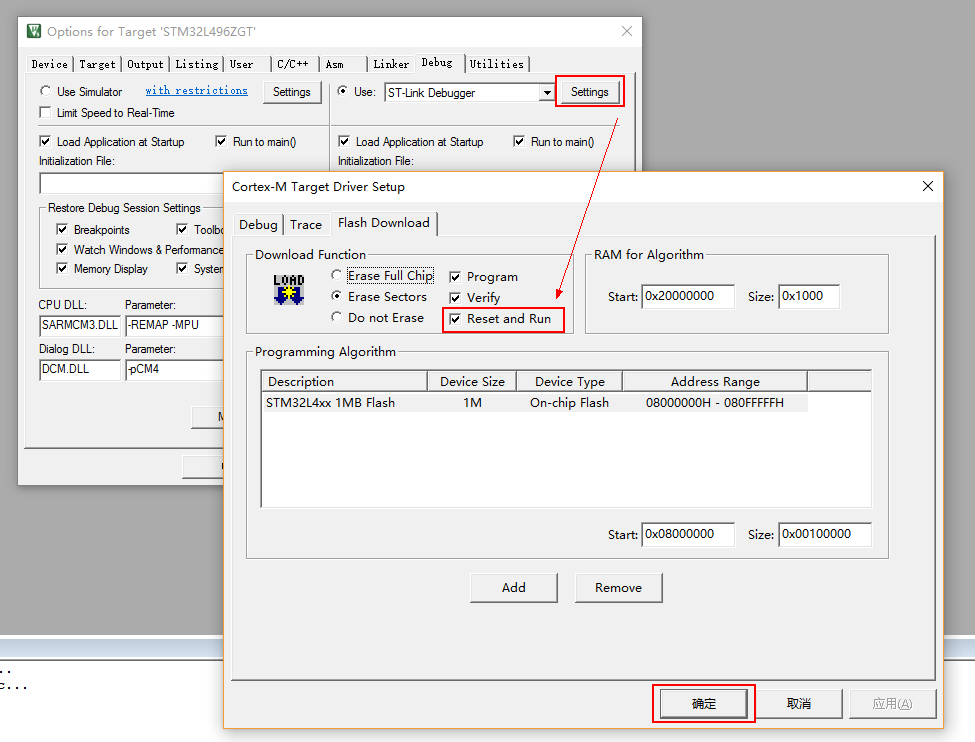 Options for Target 'STM32L496ZGT'
Device Target Output Listing User C/C++ Asm Linker Debug Utilities
Use Simulator with restrictions Settings Use: ST-Link Debugger Settings
Limit Speed to Real-Time
Load Application at Startup Run to main() Load Application at Startup Run to main()
Initialization File: Initialization File:
Restore Debug Session Settings
Breakpoints Toolbo
Watch Windows & Performance
Memory Display System
CPU DLL: Parameter:
SARMCM3.DLL -REMAP -MPU
Dialog DLL: Parameter:
DCM.DLL -pCM4
Cortex-M Target Driver Setup
Debug Trace Flash Download
Download Function
LOAD
Erase Full Chip Program
Erase Sectors Verify
Do not Erase Reset and Run
RAM for Algorithm
Start: 0x20000000 Size: 0x1000
Programming Algorithm
Description Device Size Device Type Address Range
STM32L4xx 1MB Flash 1M On-chip Flash 08000000H - 080FFFFFH
Start: 0x08000000 Size: 0x00100000
Add Remove
确定 取消 应用(A)
..
c...